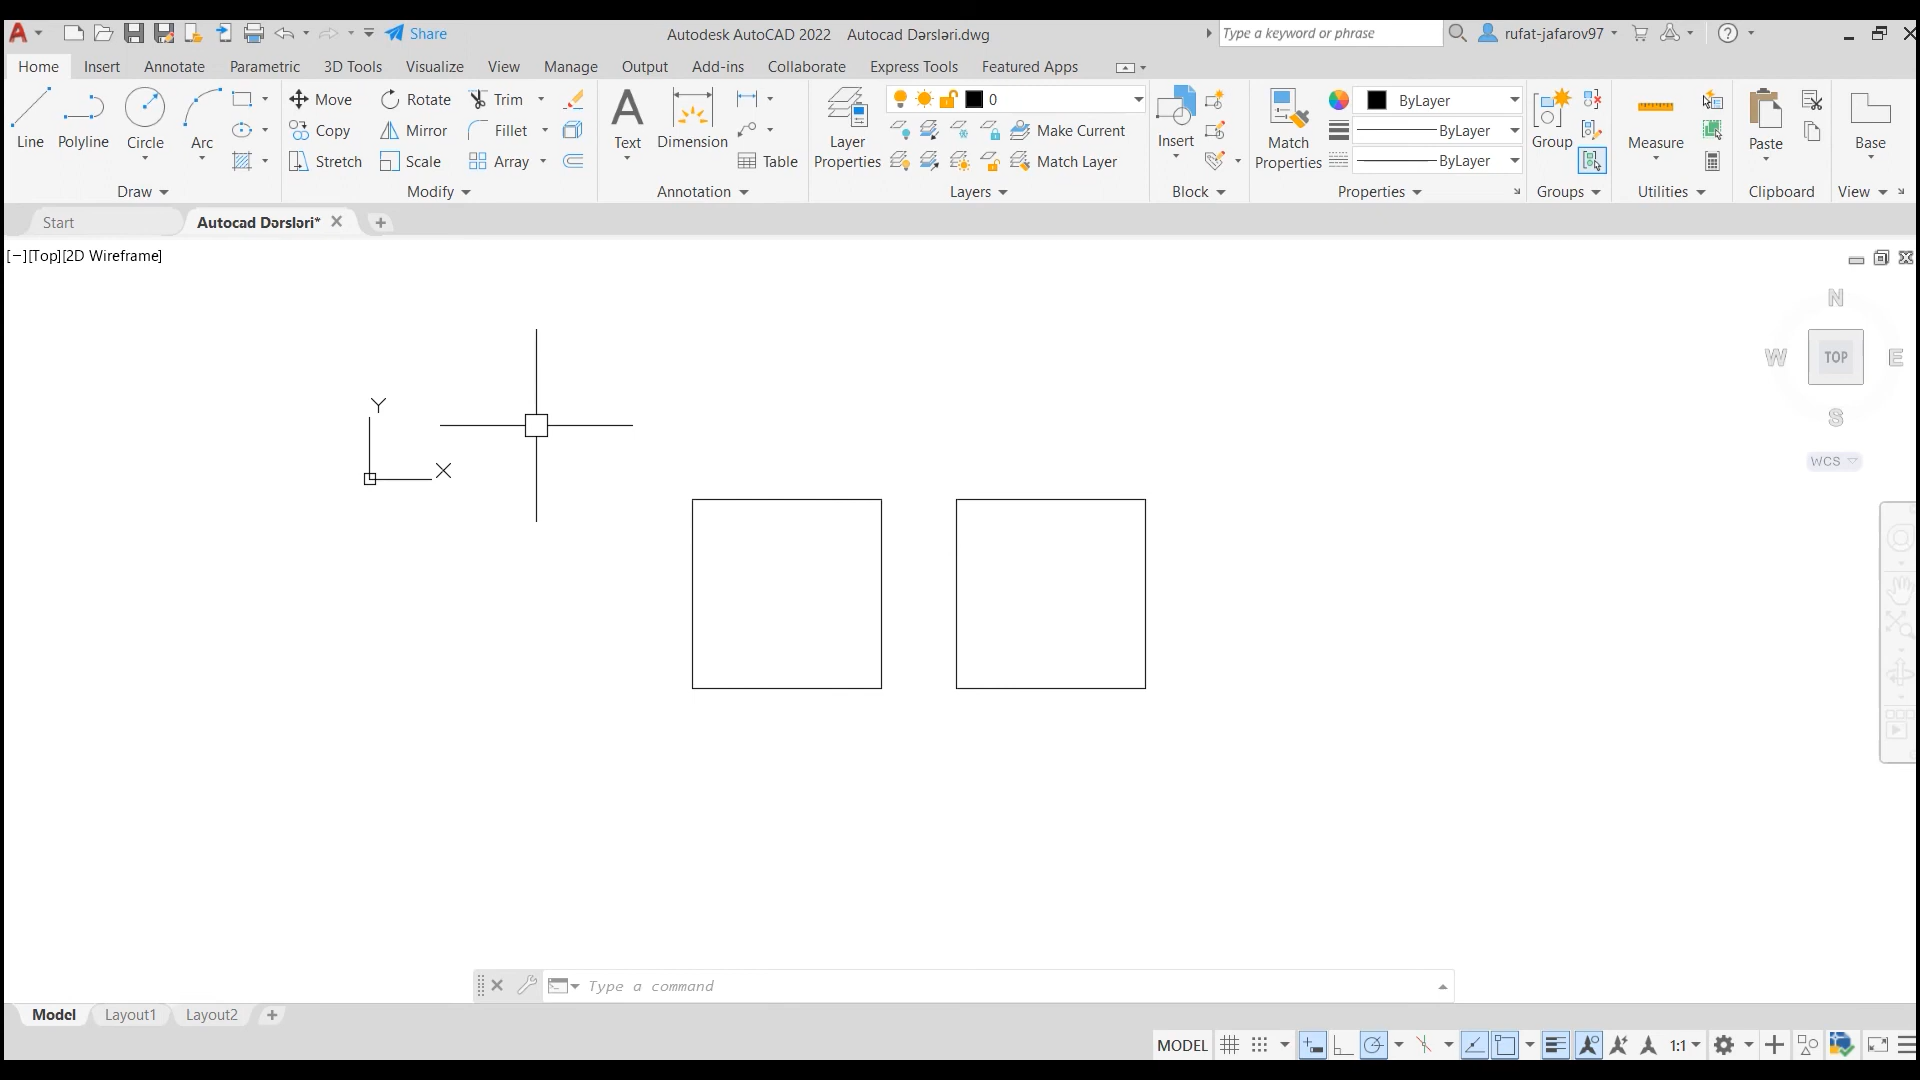 Share
Autodesk AutoCAD 2022 Autocad Dərsləri.dwg
Type a keyword or phrase
rufat-jafarov97
Home Insert Annotate Parametric 3D Tools Visualize View Manage Output Add-ins Collaborate Express Tools Featured Apps
Line Polyline Circle Arc
Move Rotate Trim
Copy Mirror Fillet
Stretch Scale Array
Text Dimension Table
Layer Properties
0
Make Current
Match Layer
Insert
Match Properties
ByLayer
ByLayer
ByLayer
Group
Measure
Paste
Base
Draw Modify Annotation Layers Block Properties Groups Utilities Clipboard View
Start Autocad Dərsləri*
[−][Top][2D Wireframe]
N
W TOP E
S
WCS
Y
X
Type a command
Model Layout1 Layout2
MODEL 1:1